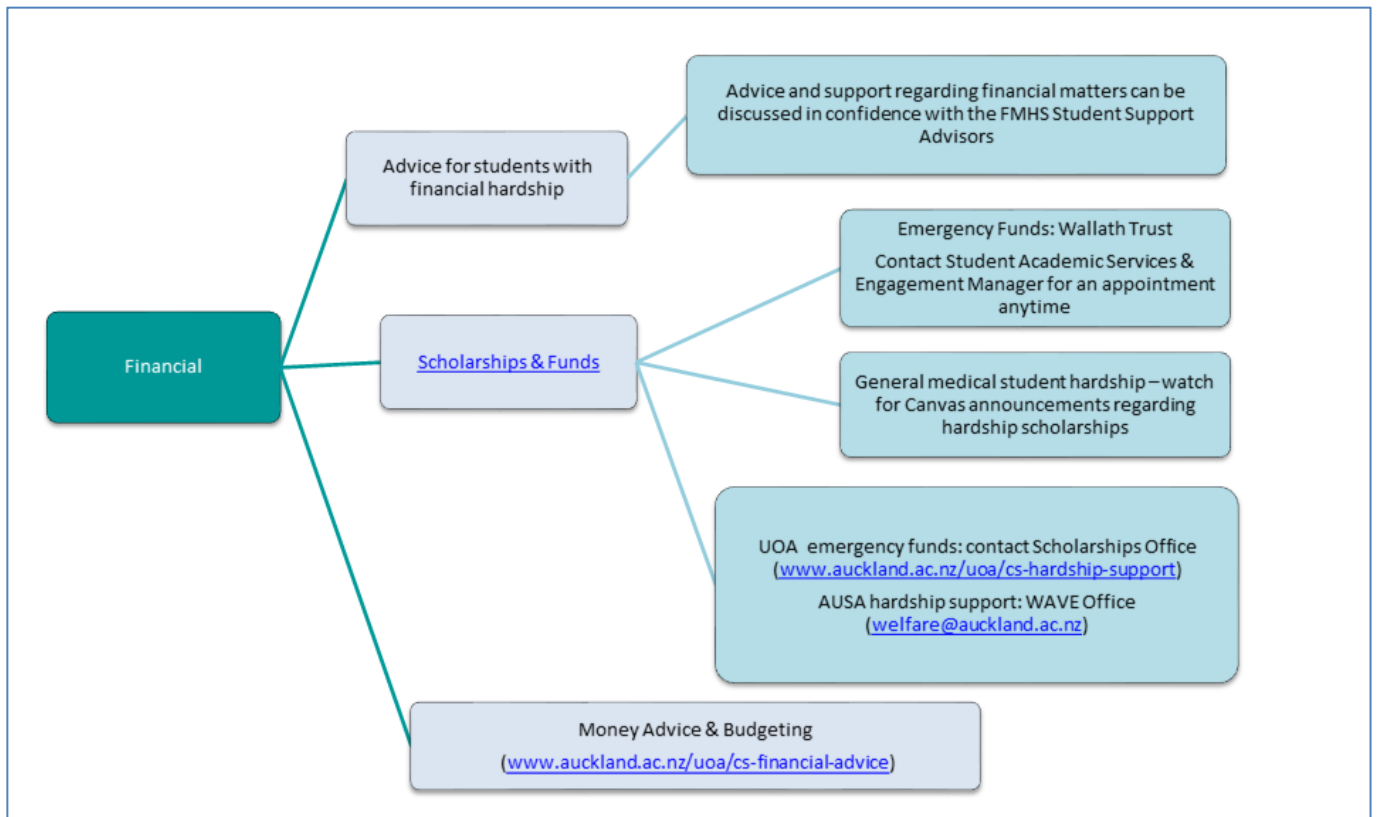 Financial
Advice for students with
financial hardship
Advice and support regarding financial matters can be
discussed in confidence with the FMHS Student Support
Advisors
Scholarships & Funds
Emergency Funds: Wallath Trust
Contact Student Academic Services &
Engagement Manager for an appointment
anytime
General medical student hardship – watch
for Canvas announcements regarding
hardship scholarships
UOA emergency funds: contact Scholarships Office
(www.auckland.ac.nz/uoa/cs-hardship-support)
AUSA hardship support: WAVE Office
(welfare@auckland.ac.nz)
Money Advice & Budgeting
(www.auckland.ac.nz/uoa/cs-financial-advice)